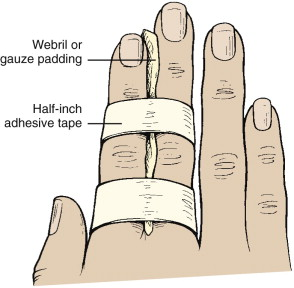 Webril or
gauze padding
Half-inch
adhesive tape